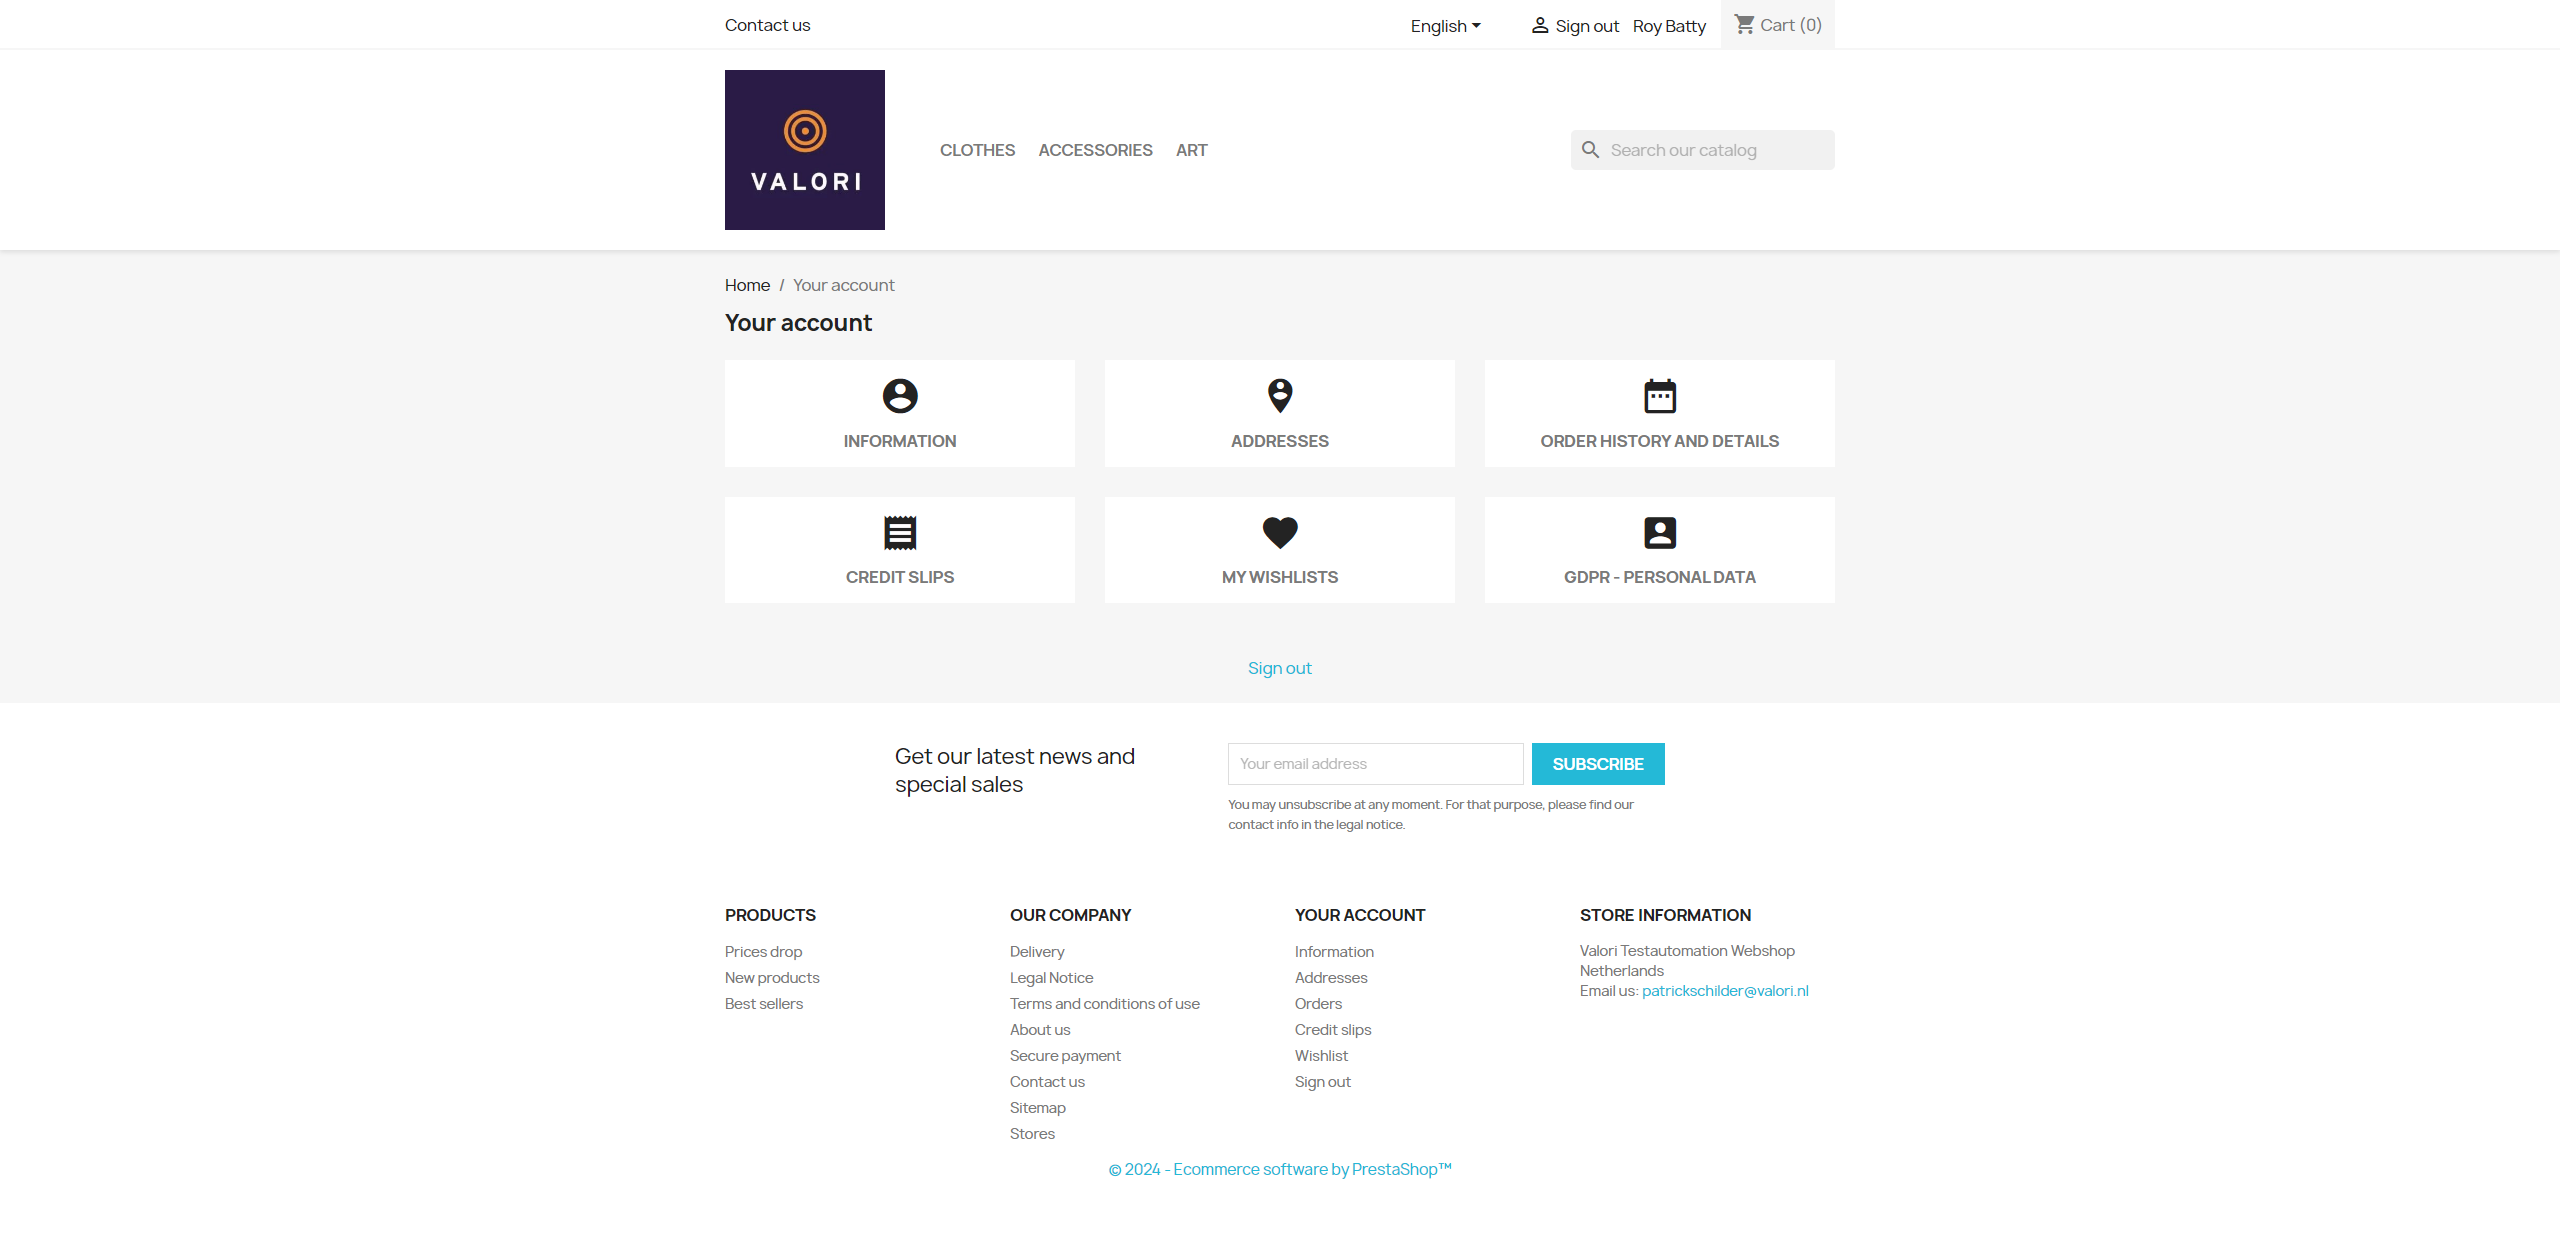 Contact us
English
Sign out
Roy Batty
Cart (0)
VALORI
CLOTHES
ACCESSORIES
ART
Search our catalog
Home / Your account
Your account
INFORMATION
ADDRESSES
ORDER HISTORY AND DETAILS
CREDIT SLIPS
MY WISHLISTS
GDPR - PERSONAL DATA
Sign out
Get our latest news and
special sales
Your email address
SUBSCRIBE
You may unsubscribe at any moment. For that purpose, please find our
contact info in the legal notice.
PRODUCTS
Prices drop
New products
Best sellers
OUR COMPANY
Delivery
Legal Notice
Terms and conditions of use
About us
Secure payment
Contact us
Sitemap
Stores
YOUR ACCOUNT
Information
Addresses
Orders
Credit slips
Wishlist
Sign out
STORE INFORMATION
Valori Testautomation Webshop
Netherlands
Email us: patrickschilder@valori.nl
© 2024 - Ecommerce software by PrestaShop™